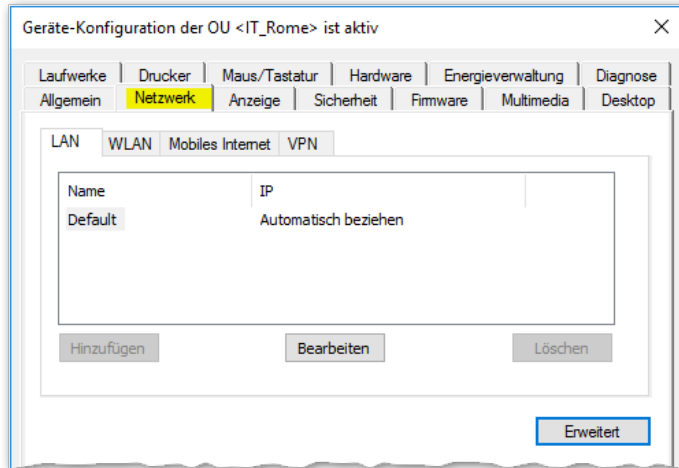 Geräte-Konfiguration der OU <IT_Rome> ist aktiv
Laufwerke Drucker Maus/Tastatur Hardware Energieverwaltung Diagnose
Allgemein Netzwerk Anzeige Sicherheit Firmware Multimedia Desktop
LAN WLAN Mobiles Internet VPN
Name IP
Default Automatisch beziehen
Hinzufügen Bearbeiten Löschen
Erweitert